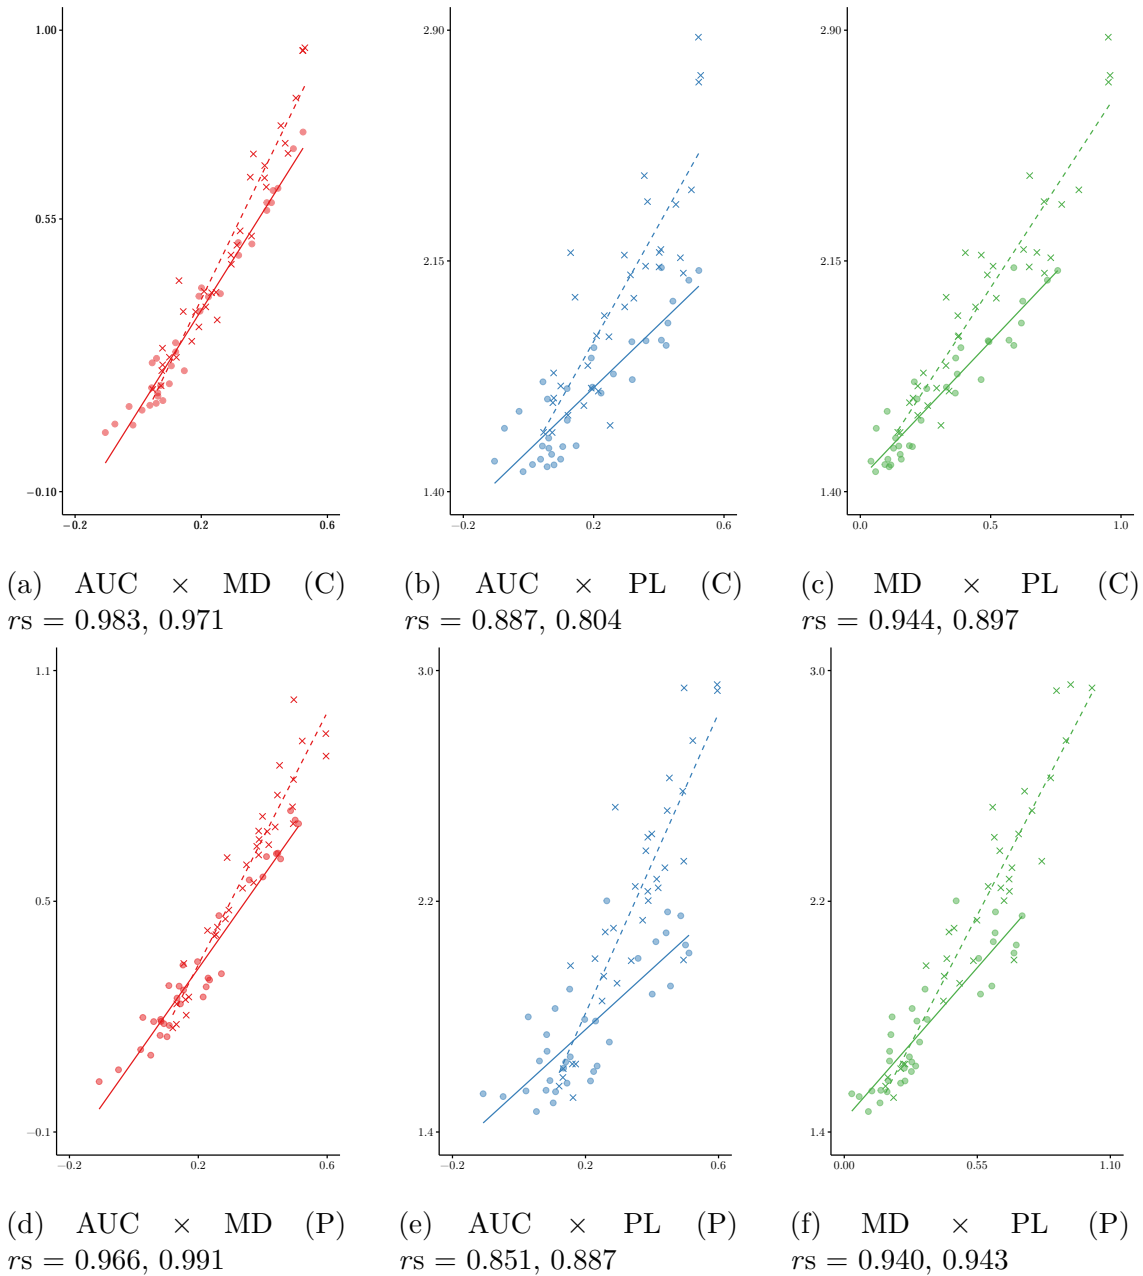 1.00
0.55
−0.10
−0.2 0.2 0.6
2.90
2.15
1.40
−0.2 0.2 0.6
2.90
2.15
1.40
0.0 0.5 1.0
(a) AUC × MD (C)
rs = 0.983, 0.971
(b) AUC × PL (C)
rs = 0.887, 0.804
(c) MD × PL (C)
rs = 0.944, 0.897
1.1
0.5
−0.1
−0.2 0.2 0.6
3.0
2.2
1.4
−0.2 0.2 0.6
3.0
2.2
1.4
0.00 0.55 1.10
(d) AUC × MD (P)
rs = 0.966, 0.991
(e) AUC × PL (P)
rs = 0.851, 0.887
(f) MD × PL (P)
rs = 0.940, 0.943